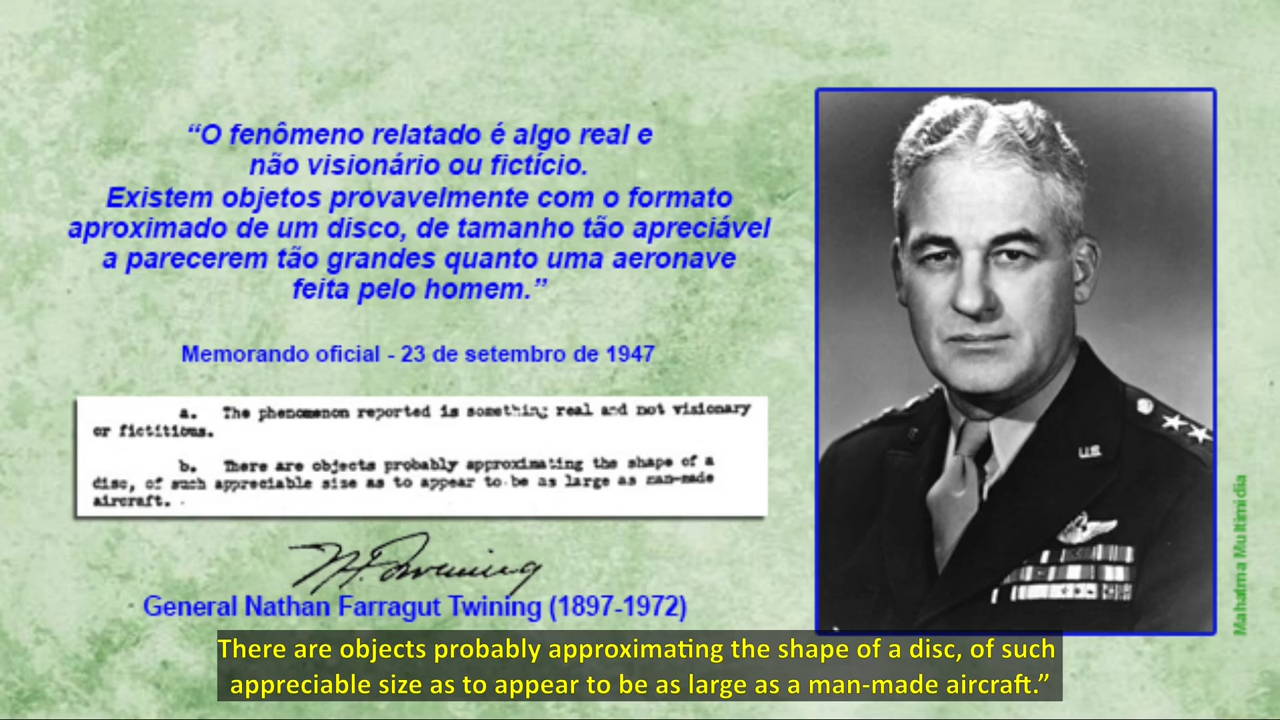 “O fenômeno relatado é algo real e
não visionário ou fictício.
Existem objetos provavelmente com o formato
aproximado de um disco, de tamanho tão apreciável
a parecerem tão grandes quanto uma aeronave
feita pelo homem.”
Memorando oficial - 23 de setembro de 1947
a. The phenomenon reported is something real and not visionary
or fictitious.
b. There are objects probably approximating the shape of a
disc, of such appreciable size as to appear to be as large as man-made
aircraft.
N.F. Twining
General Nathan Farragut Twining (1897-1972)
U.S
Mahatma Multimídia
There are objects probably approximating the shape of a disc, of such
appreciable size as to appear to be as large as a man-made aircraft.”